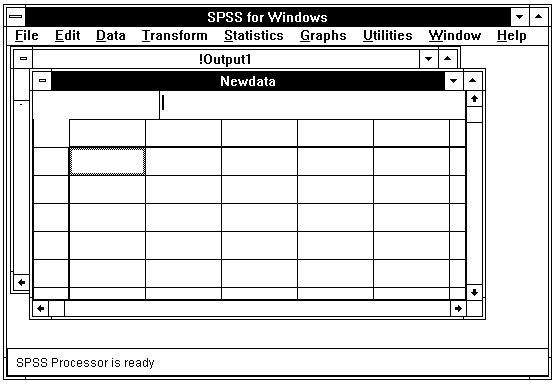 SPSS for Windows
File Edit Data Transform Statistics Graphs Utilities Window Help
!Output1
Newdata
SPSS Processor is ready